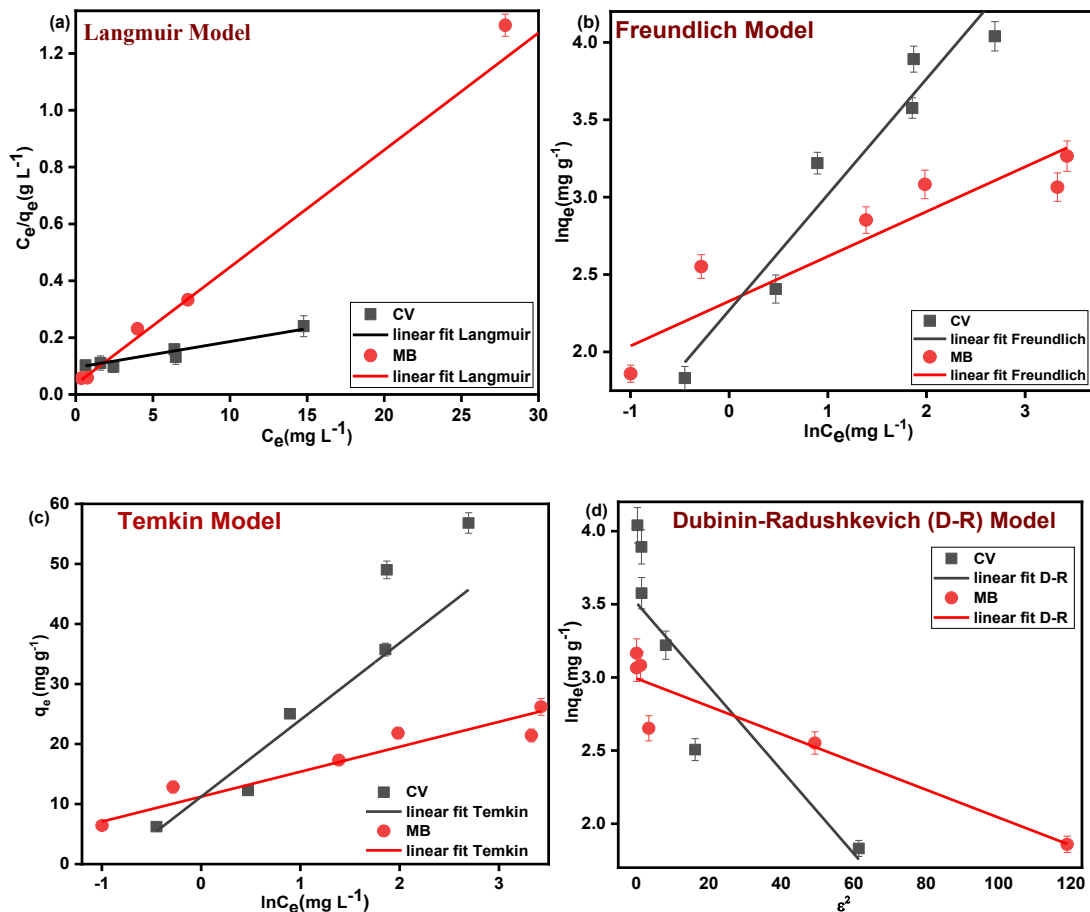 (a)
Langmuir Model
1.2
1.0
0.8
0.6
0.4
0.2
0.0
Ce/qe(g L-1)
CV
linear fit Langmuir
MB
linear fit Langmuir
0 5 10 15 20 25 30
Ce(mg L-1)
(b)
Freundlich Model
4.0
3.5
3.0
2.5
2.0
lnqe(mg g-1)
CV
linear fit Freundlich
MB
linear fit Freundlich
-1 0 1 2 3
lnCe(mg L-1)
(c)
Temkin Model
60
50
40
30
20
10
0
qe (mg g-1)
CV
linear fit Temkin
MB
linear fit Temkin
-1 0 1 2 3
lnCe(mg L-1)
(d)
Dubinin-Radushkevich (D-R) Model
4.0
3.5
3.0
2.5
2.0
lnqe(mg g-1)
CV
linear fit D-R
MB
linear fit D-R
0 20 40 60 80 100 120
ε2